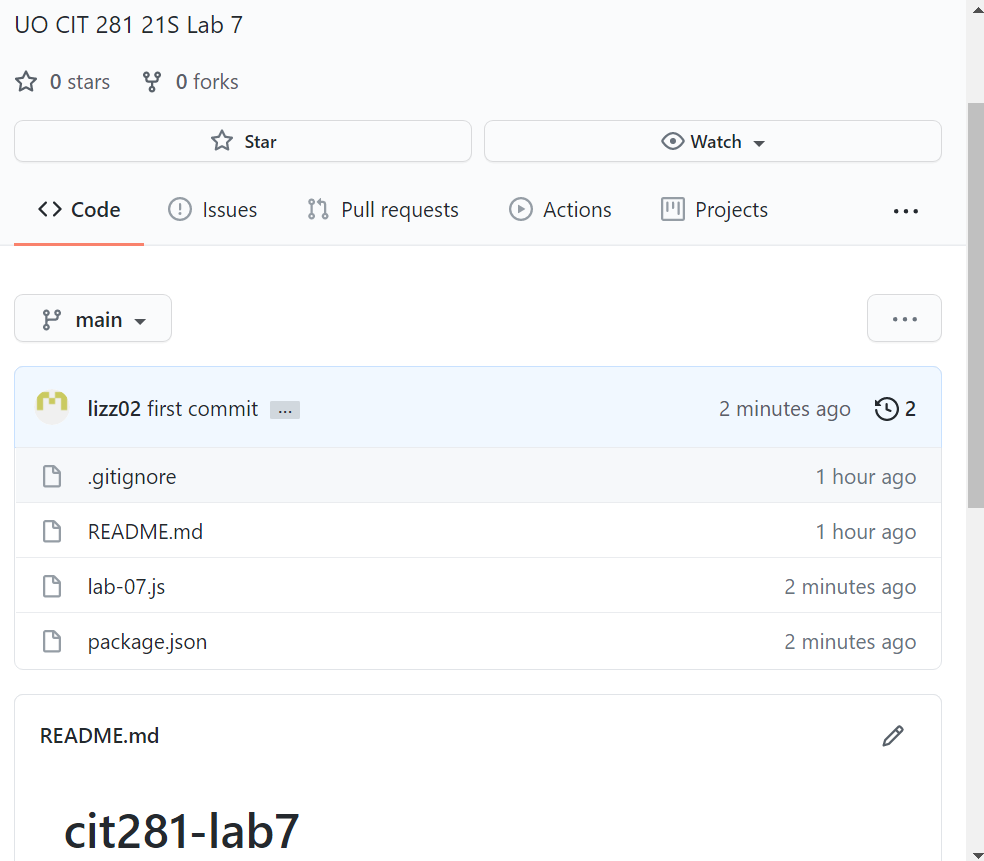 UO CIT 281 21S Lab 7
0 stars 0 forks
Star Watch
Code Issues Pull requests Actions Projects ...
main ...
lizz02 first commit ... 2 minutes ago 2
.gitignore 1 hour ago
README.md 1 hour ago
lab-07.js 2 minutes ago
package.json 2 minutes ago
README.md
cit281-lab7